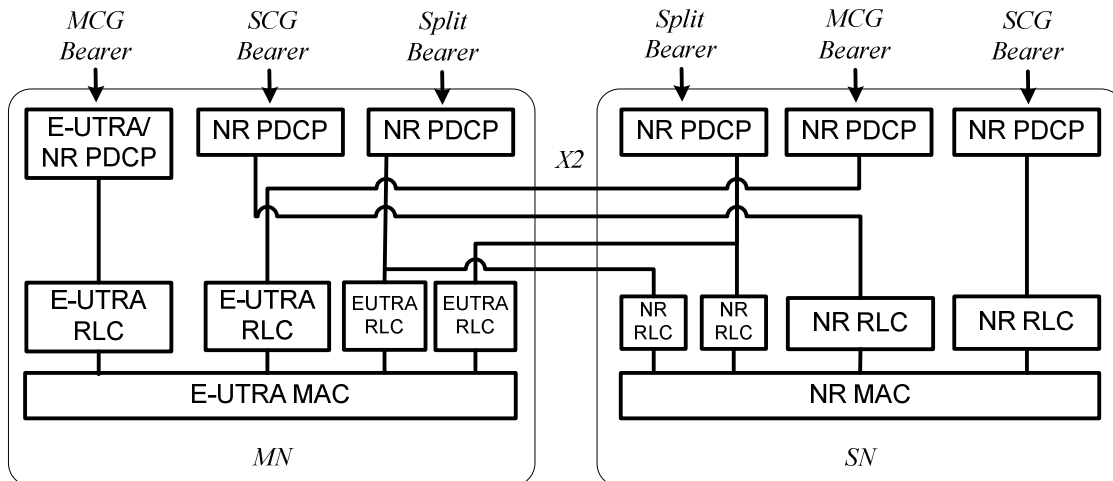 MCG
Bearer
SCG
Bearer
Split
Bearer
Split
Bearer
MCG
Bearer
SCG
Bearer
E-UTRA/
NR PDCP
NR PDCP
NR PDCP
X2
NR PDCP
NR PDCP
NR PDCP
E-UTRA
RLC
E-UTRA
RLC
EUTRA
RLC
EUTRA
RLC
NR
RLC
NR
RLC
NR RLC
NR RLC
E-UTRA MAC
NR MAC
MN
SN